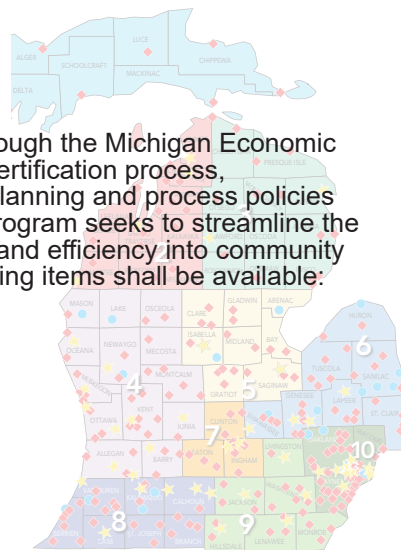 LUCE
ALGER
CHIPPEWA
SCHOOLCRAFT
MACKINAC
DELTA
ough the Michigan Economic
ertification process,
PRESQUE ISLE
lanning and process policies
rogram seeks to streamline the
and efficiency into community
2
ing items shall be available:
MASON
LAKE
OSCEOLA
CLARE
GLADWIN
ARENAC
HURON
OCEANA
NEWAYGO
MECOSTA
ISABELLA
MIDLAND
BAY
6
TUSCOLA
SANILAC
MUSKEGON
4
MONTCALM
GRATIOT
5
SAGINAW
GENESEE
LAPEER
ST. CLAIR
OTTAWA
KENT
IONIA
7
CLINTON
ALLEGAN
BARRY
EATON
INGHAM
LIVINGSTON
10
CALHOUN
JACKSON
8
9
CASS
ST. JOSEPH
BRANCH
HILLSDALE
LENAWEE
MONROE